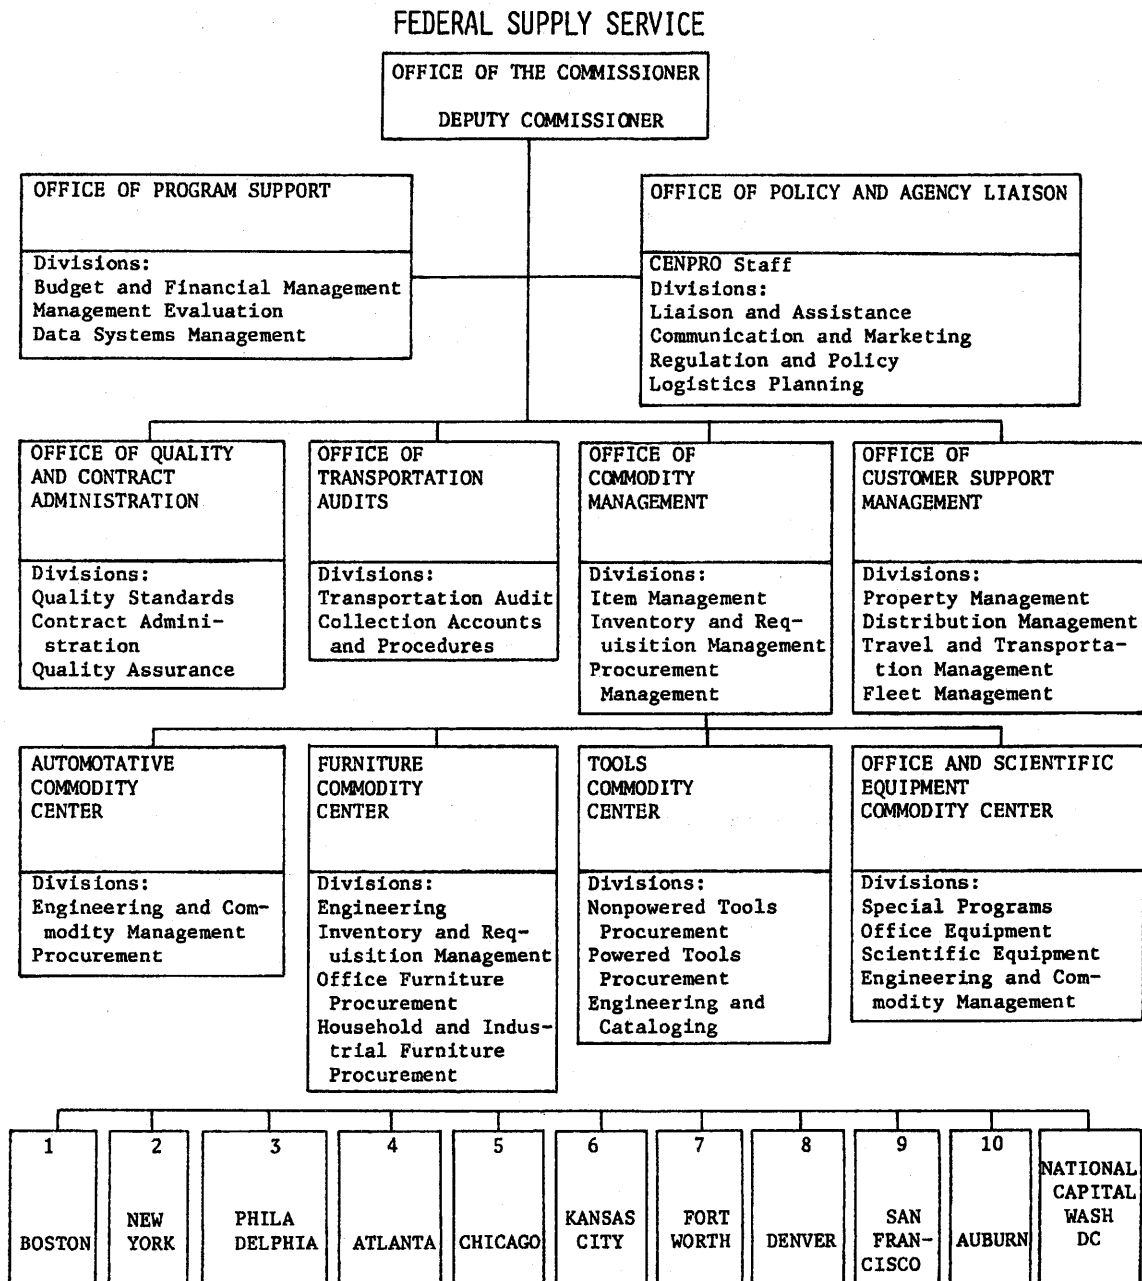 FEDERAL SUPPLY SERVICE
OFFICE OF THE COMMISSIONER
DEPUTY COMMISSIONER
OFFICE OF PROGRAM SUPPORT
Divisions:
Budget and Financial Management
Management Evaluation
Data Systems Management
OFFICE OF POLICY AND AGENCY LIAISON
CENPRO Staff
Divisions:
Liaison and Assistance
Communication and Marketing
Regulation and Policy
Logistics Planning
OFFICE OF QUALITY
AND CONTRACT
ADMINISTRATION
Divisions:
Quality Standards
Contract Admini-
stration
Quality Assurance
OFFICE OF
TRANSPORTATION
AUDITS
Divisions:
Transportation Audit
Collection Accounts
and Procedures
OFFICE OF
COMMODITY
MANAGEMENT
Divisions:
Item Management
Inventory and Req-
uisition Management
Procurement
Management
OFFICE OF
CUSTOMER SUPPORT
MANAGEMENT
Divisions:
Property Management
Distribution Management
Travel and Transporta-
tion Management
Fleet Management
AUTOMOTATIVE
COMMODITY
CENTER
Divisions:
Engineering and Com-
modity Management
Procurement
FURNITURE
COMMODITY
CENTER
Divisions:
Engineering
Inventory and Req-
uisition Management
Office Furniture
Procurement
Household and Indus-
trial Furniture
Procurement
TOOLS
COMMODITY
CENTER
Divisions:
Nonpowered Tools
Procurement
Powered Tools
Procurement
Engineering and
Cataloging
OFFICE AND SCIENTIFIC
EQUIPMENT
COMMODITY CENTER
Divisions:
Special Programs
Office Equipment
Scientific Equipment
Engineering and Com-
modity Management
1
BOSTON
2
NEW
YORK
3
PHILA
DELPHIA
4
ATLANTA
5
CHICAGO
6
KANSAS
CITY
7
FORT
WORTH
8
DENVER
9
SAN
FRAN-
CISCO
10
AUBURN
NATIONAL
CAPITAL
WASH
DC